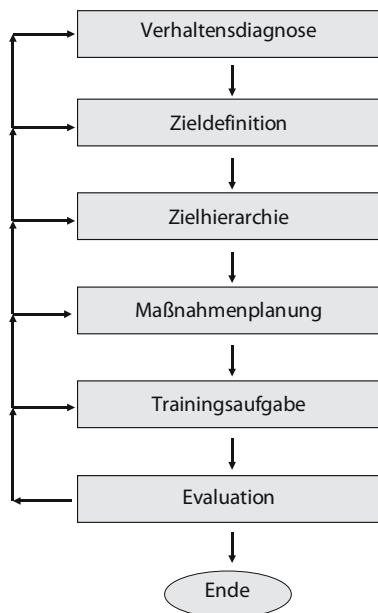 Verhaltensdiagnose
Zieldefinition
Zielhierarchie
Maßnahmenplanung
Trainingsaufgabe
Evaluation
Ende